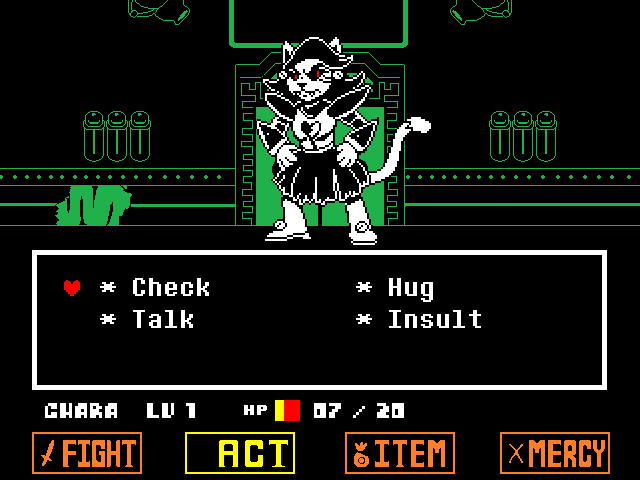 * Check * Hug
* Talk * Insult
CHARA LV 1 HP 07 / 20
FIGHT ACT ITEM MERCY